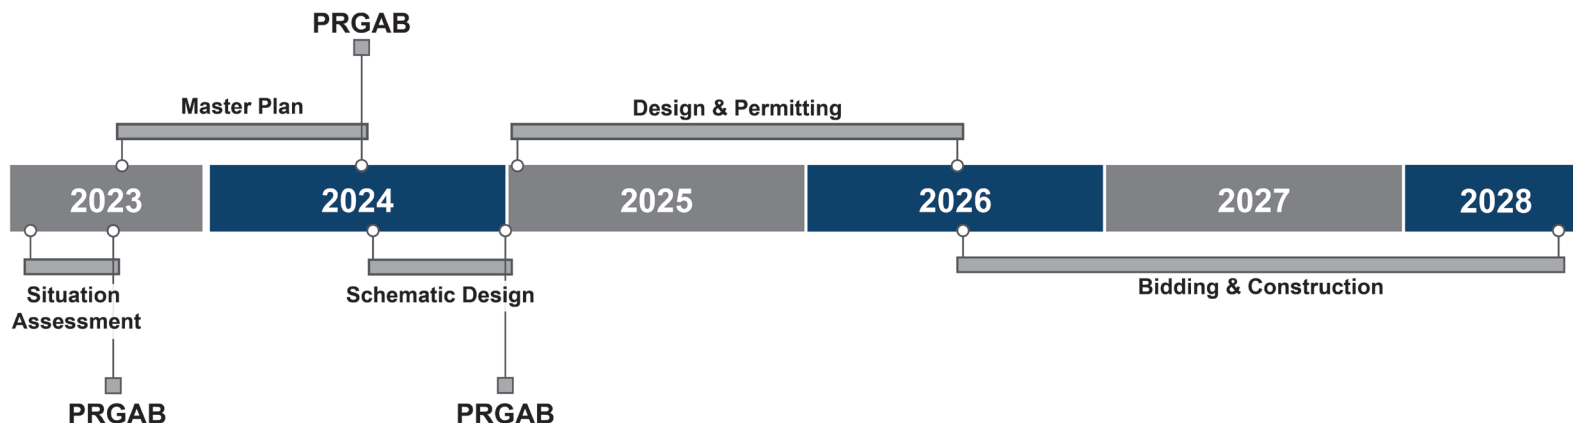 PRGAB
Master Plan
Design & Permitting
2023
2024
2025
2026
2027
2028
Situation
Assessment
Schematic Design
Bidding & Construction
PRGAB
PRGAB